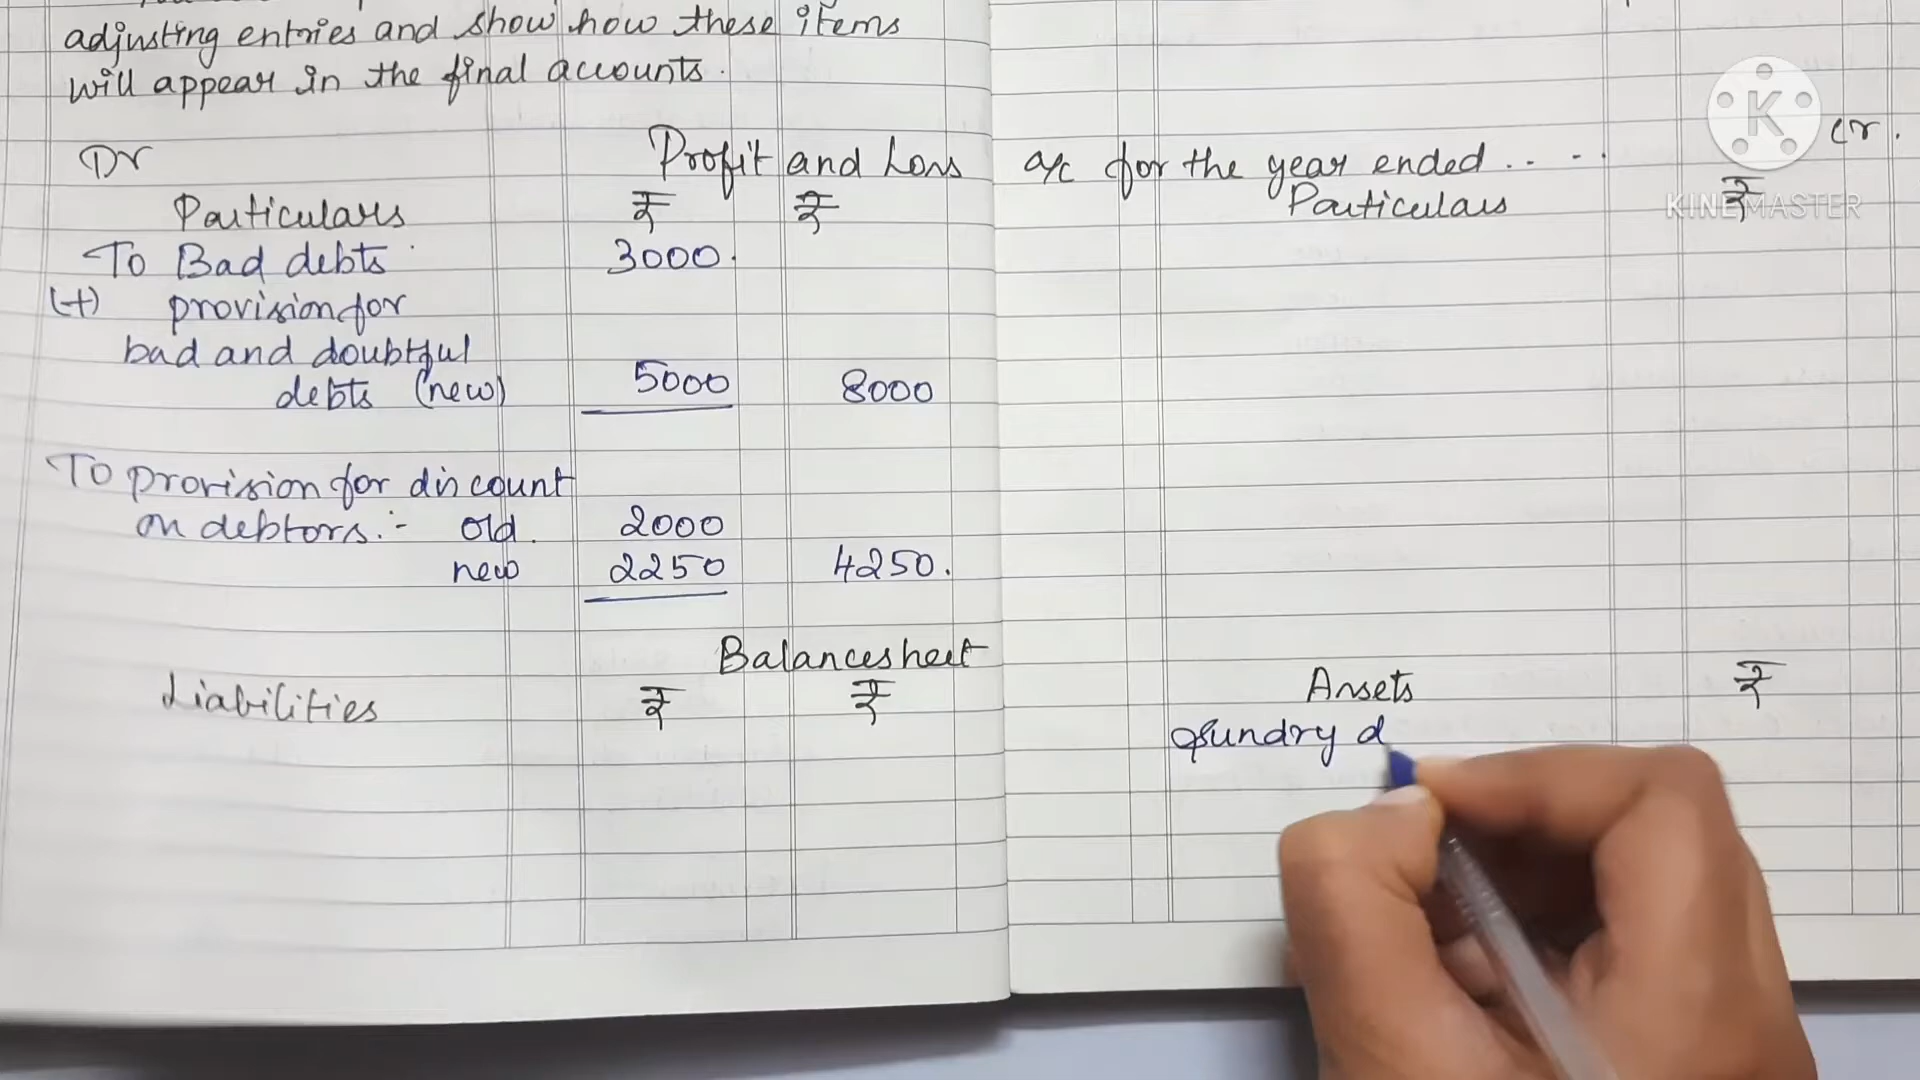 adjusting entries and show how these items
will appear in the final accounts.
Dr Profit and Loss a/c for the year ended..... Cr.
Particulars ₹ ₹ Particulars ₹
To Bad debts 3000.
(+) provision for
bad and doubtful
debts (new) 5000 8000
To provision for discount
on debtors:- old. 2000
new 2250 4250.
Balancesheet
Liabilities ₹ ₹ Assets ₹
Sundry d
K
KINEMASTER